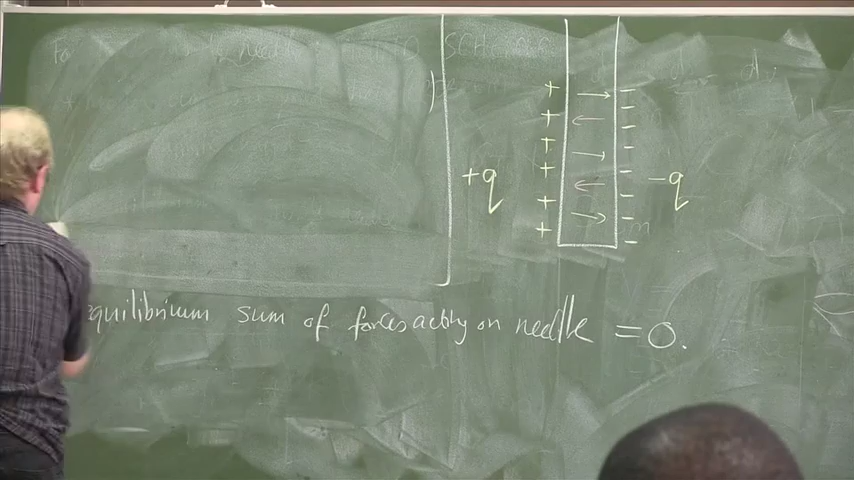 +q
+ + + + + +
→ ← → ← →
− − − − − − − −
−q
equilibrium sum of forces acting on needle = 0.